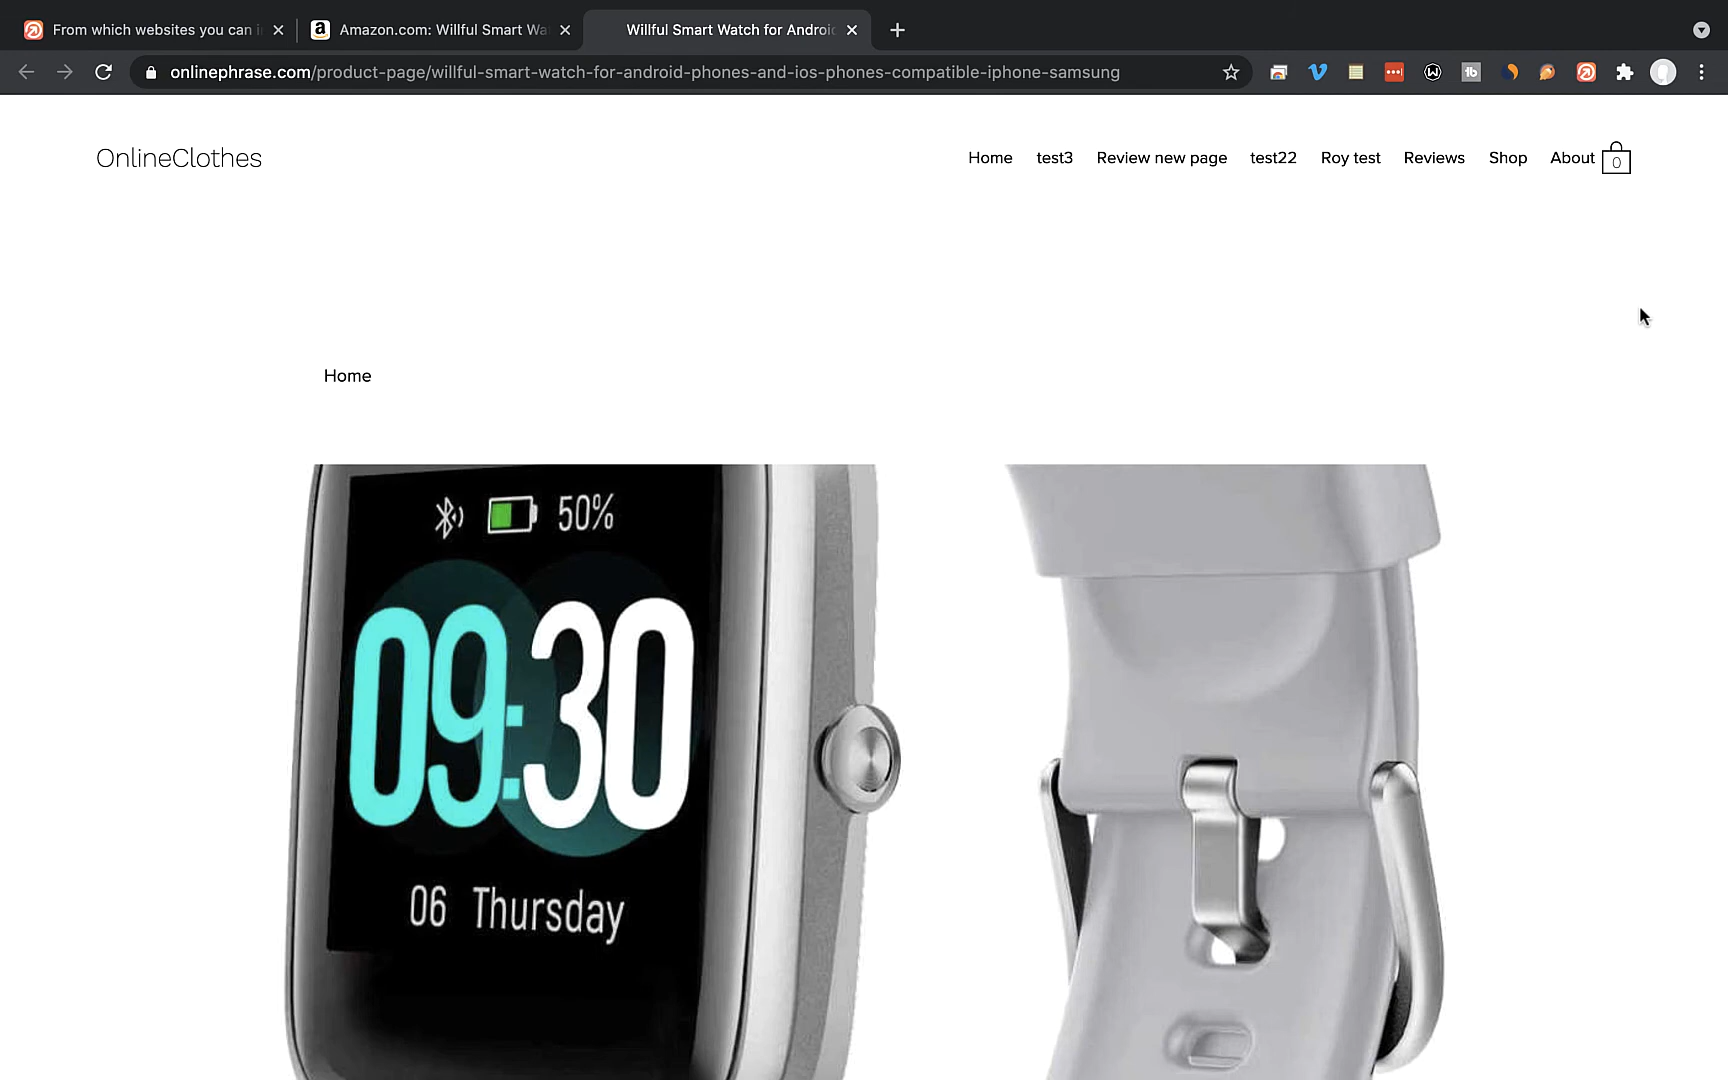 From which websites you can i
Amazon.com: Willful Smart Wa
Willful Smart Watch for Androi
onlinephrase.com/product-page/willful-smart-watch-for-android-phones-and-ios-phones-compatible-iphone-samsung
OnlineClothes
Home
test3
Review new page
test22
Roy test
Reviews
Shop
About
0
Home
50%
09:30
06 Thursday